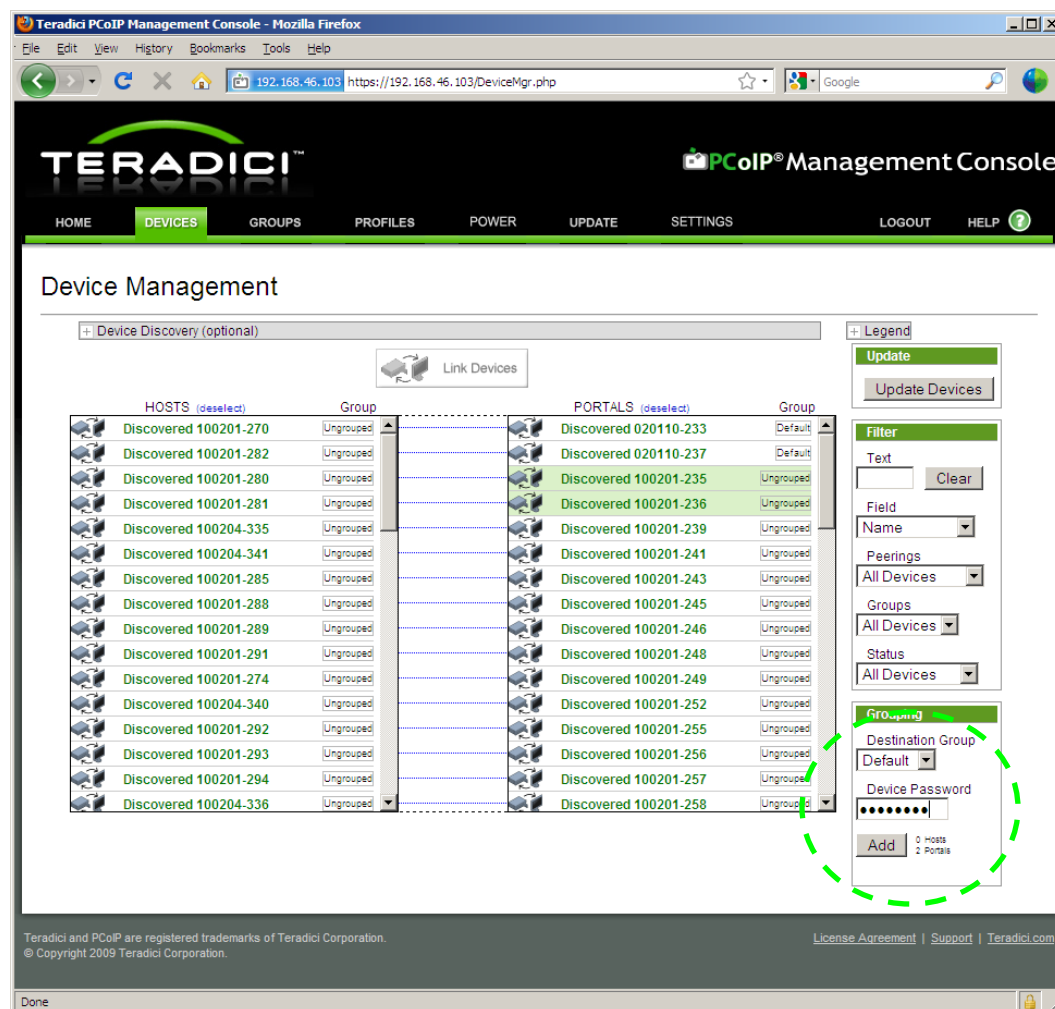 Teradici PCoIP Management Console - Mozilla Firefox
File Edit View History Bookmarks Tools Help
192.168.46.103 https://192.168.46.103/DeviceMgr.php Google
TERADICI™
PCoIP® Management Console
HOME DEVICES GROUPS PROFILES POWER UPDATE SETTINGS LOGOUT HELP ?
Device Management
+ Device Discovery (optional)
+ Legend
Link Devices
Update
Update Devices
HOSTS (deselect) Group PORTALS (deselect) Group
Discovered 100201-270 Ungrouped Discovered 020110-233 Default
Discovered 100201-282 Ungrouped Discovered 020110-237 Default
Discovered 100201-280 Ungrouped Discovered 100201-235 Ungrouped
Discovered 100201-281 Ungrouped Discovered 100201-236 Ungrouped
Discovered 100204-335 Ungrouped Discovered 100201-239 Ungrouped
Discovered 100204-341 Ungrouped Discovered 100201-241 Ungrouped
Discovered 100201-285 Ungrouped Discovered 100201-243 Ungrouped
Discovered 100201-288 Ungrouped Discovered 100201-245 Ungrouped
Discovered 100201-289 Ungrouped Discovered 100201-246 Ungrouped
Discovered 100201-291 Ungrouped Discovered 100201-248 Ungrouped
Discovered 100201-274 Ungrouped Discovered 100201-249 Ungrouped
Discovered 100204-340 Ungrouped Discovered 100201-252 Ungrouped
Discovered 100201-292 Ungrouped Discovered 100201-255 Ungrouped
Discovered 100201-293 Ungrouped Discovered 100201-256 Ungrouped
Discovered 100201-294 Ungrouped Discovered 100201-257 Ungrouped
Discovered 100204-336 Ungrouped Discovered 100201-258 Ungrouped
Filter
Text
Clear
Field
Name
Peerings
All Devices
Groups
All Devices
Status
All Devices
Grouping
Destination Group
Default
Device Password
••••••••
Add 0 Hosts
2 Portals
Teradici and PCoIP are registered trademarks of Teradici Corporation.
© Copyright 2009 Teradici Corporation.
License Agreement | Support | Teradici.com
Done